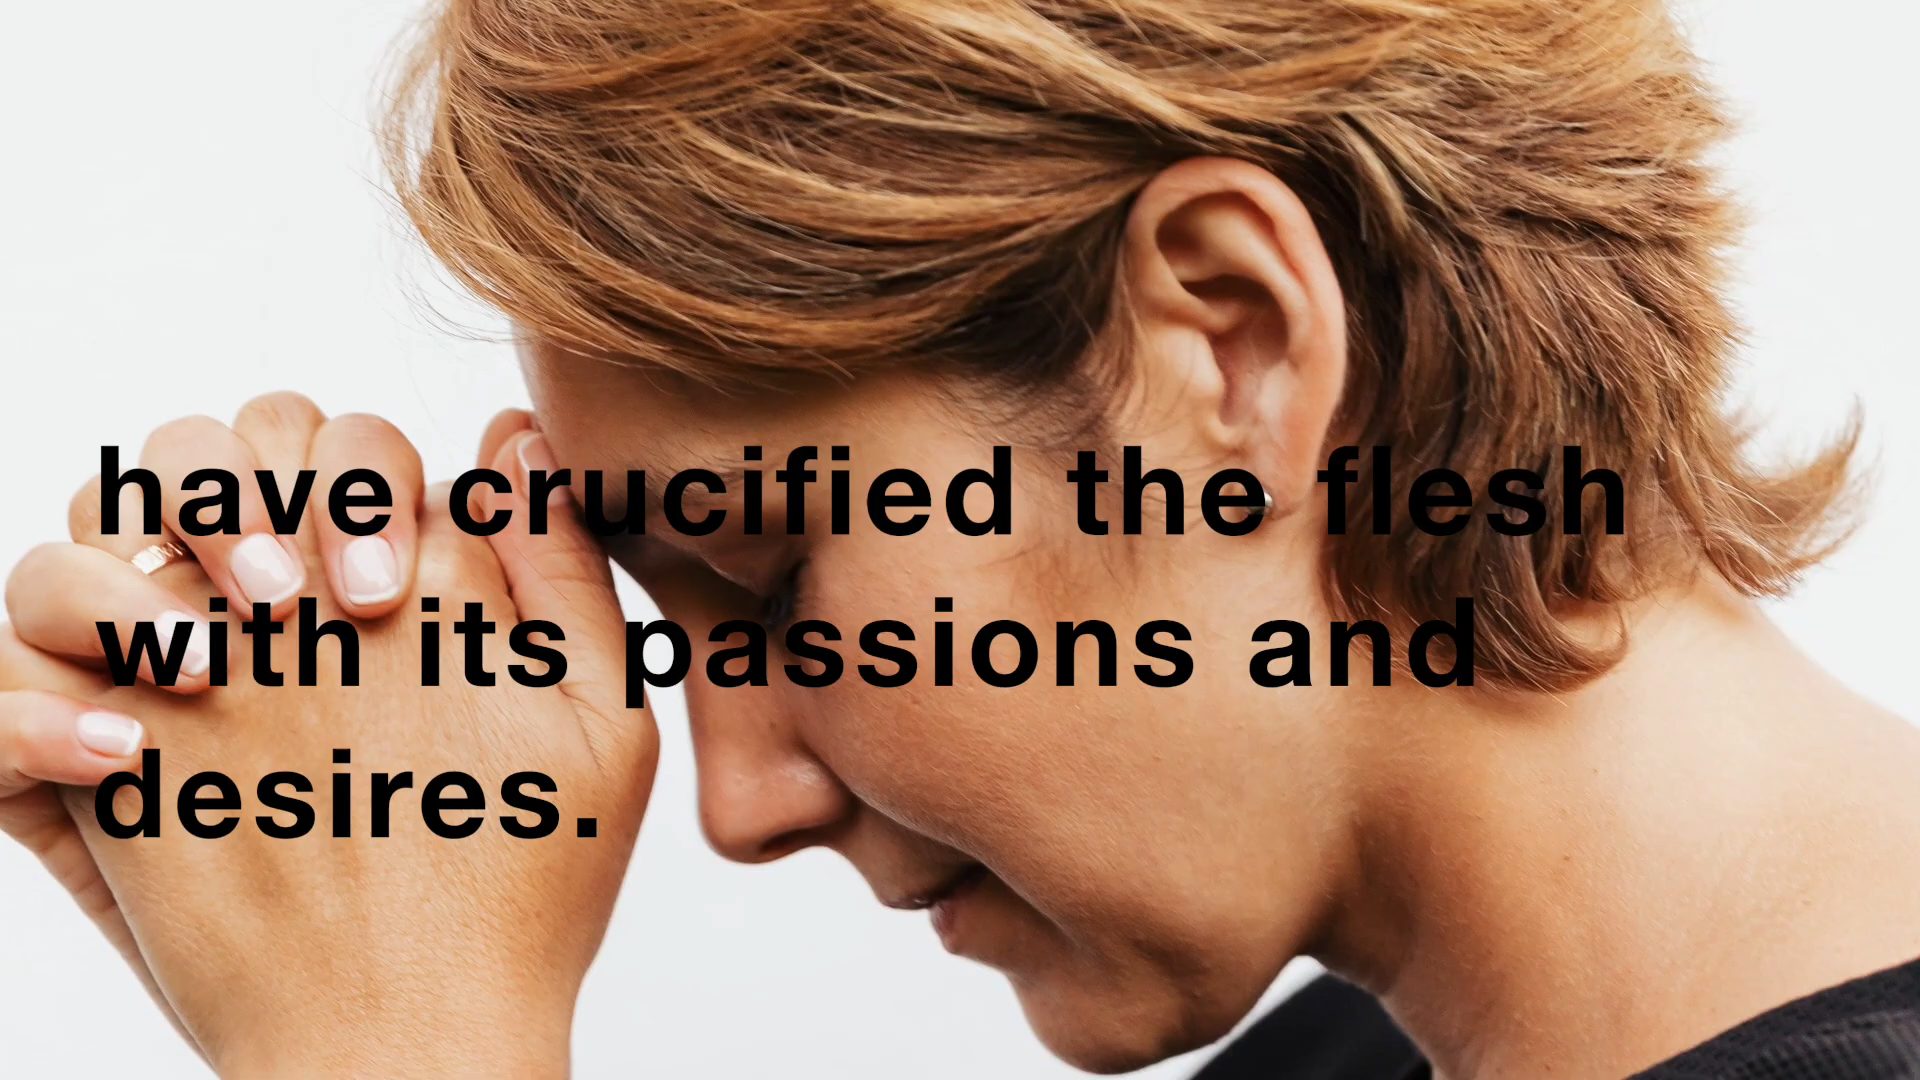 have crucified the flesh
with its passions and
desires.